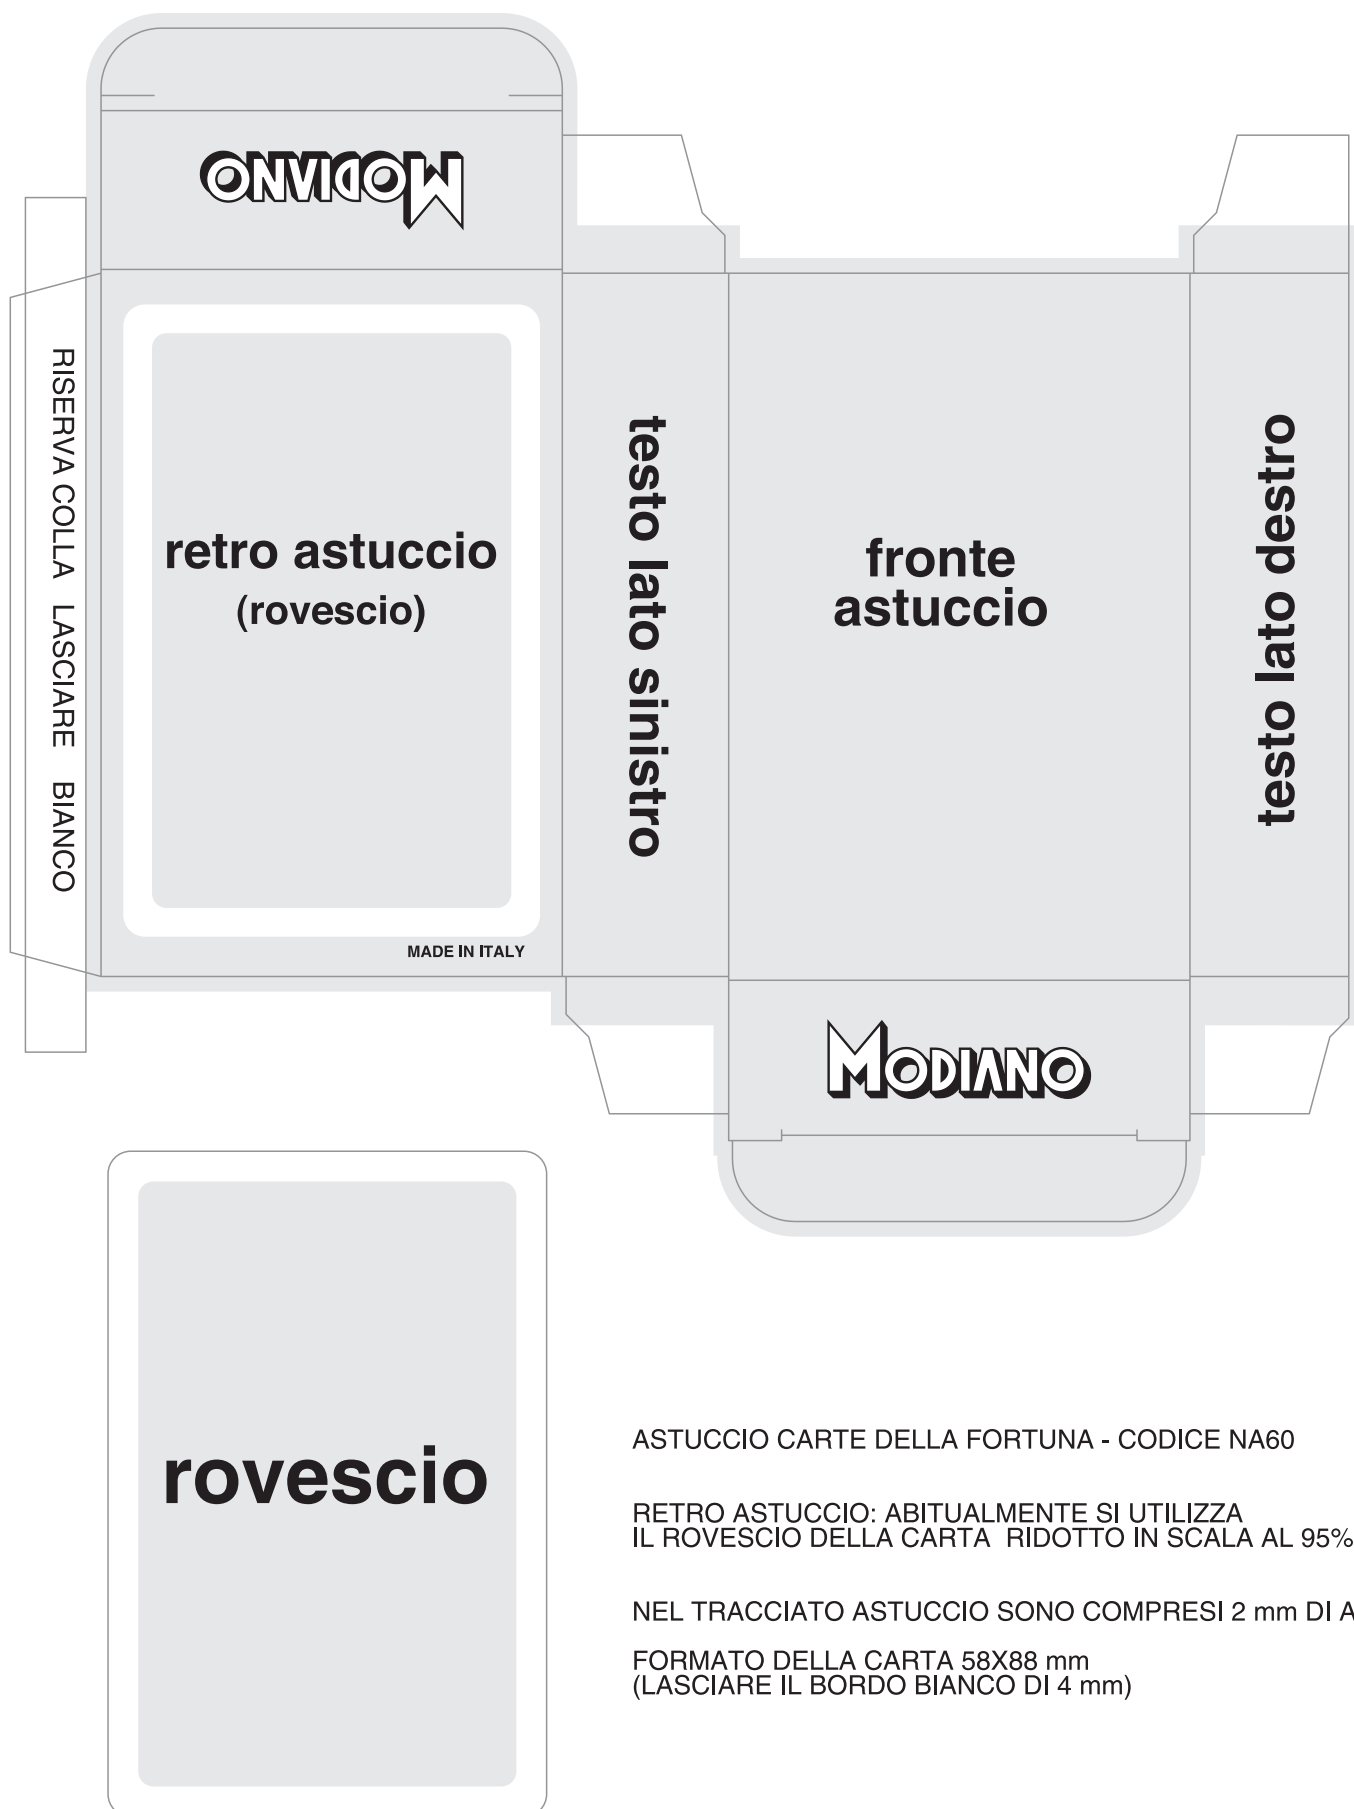 MODIANO
RISERVA COLLA LASCIARE BIANCO
retro astuccio
(rovescio)
MADE IN ITALY
testo lato sinistro
fronte
astuccio
testo lato destro
MODIANO
rovescio
ASTUCCIO CARTE DELLA FORTUNA - CODICE NA60
RETRO ASTUCCIO: ABITUALMENTE SI UTILIZZA
IL ROVESCIO DELLA CARTA RIDOTTO IN SCALA AL 95%
NEL TRACCIATO ASTUCCIO SONO COMPRESI 2 mm DI A
FORMATO DELLA CARTA 58X88 mm
(LASCIARE IL BORDO BIANCO DI 4 mm)